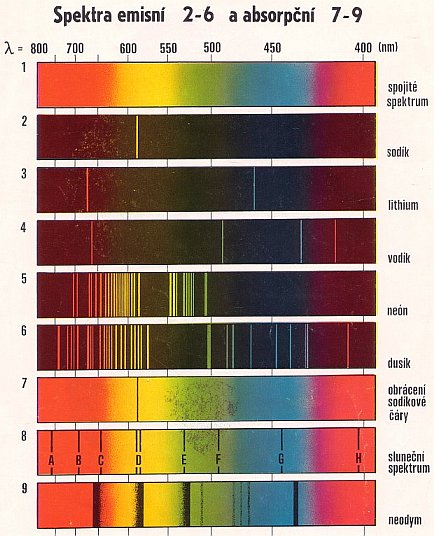 Spektra emisní 2-6 a absorpční 7-9
λ = 800 700 600 550 500 450 400 (nm)
1 spojité
spektrum
2 sodík
3 lithium
4 vodík
5 neón
6 dusík
7 obrácení
sodíkové
čáry
8 A B C D E F G H sluneční
spektrum
9 neodym